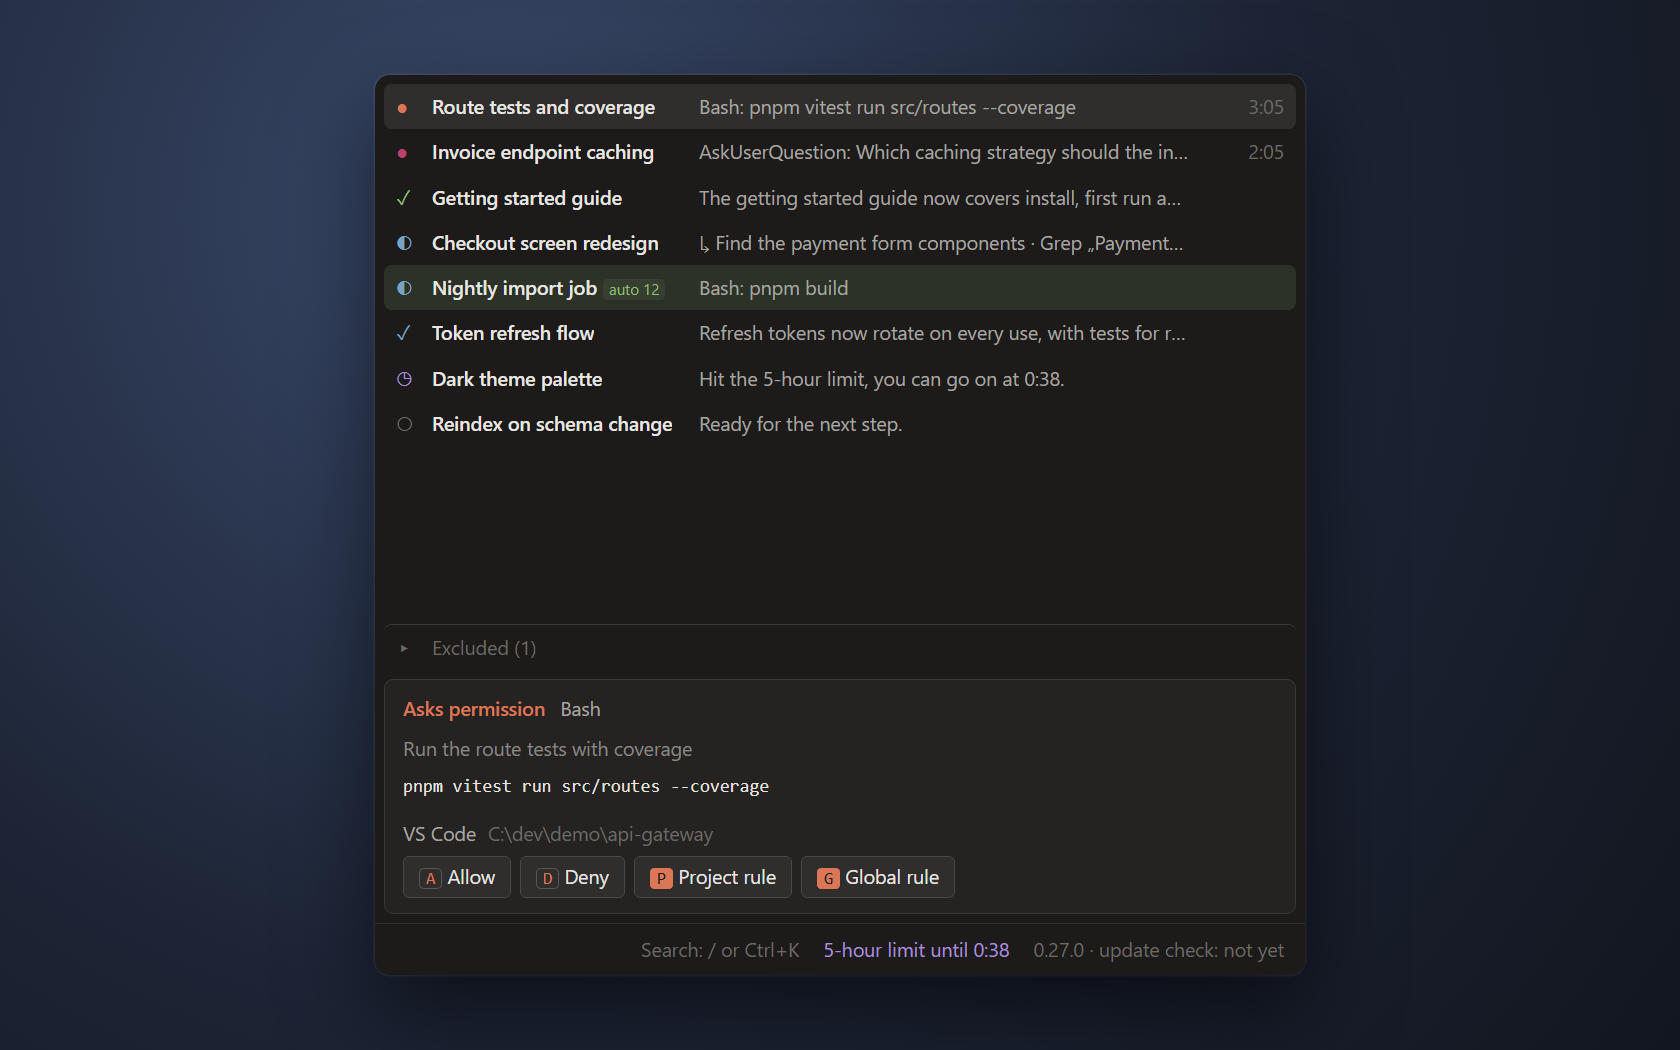 Route tests and coverage Bash: pnpm vitest run src/routes --coverage 3:05
Invoice endpoint caching AskUserQuestion: Which caching strategy should the in... 2:05
Getting started guide The getting started guide now covers install, first run a...
Checkout screen redesign ↳ Find the payment form components · Grep „Payment...
Nightly import job auto 12 Bash: pnpm build
Token refresh flow Refresh tokens now rotate on every use, with tests for r...
Dark theme palette Hit the 5-hour limit, you can go on at 0:38.
Reindex on schema change Ready for the next step.
Excluded (1)
Asks permission Bash
Run the route tests with coverage
pnpm vitest run src/routes --coverage
VS Code C:\dev\demo\api-gateway
A Allow D Deny P Project rule G Global rule
Search: / or Ctrl+K 5-hour limit until 0:38 0.27.0 · update check: not yet